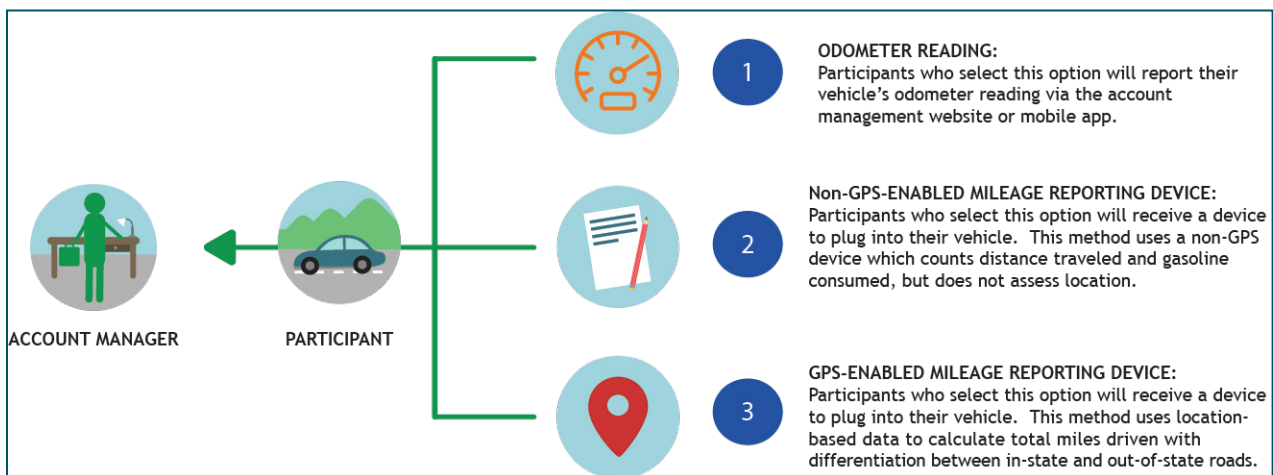 1
ODOMETER READING:
Participants who select this option will report their
vehicle's odometer reading via the account
management website or mobile app.
ACCOUNT MANAGER
PARTICIPANT
2
Non-GPS-ENABLED MILEAGE REPORTING DEVICE:
Participants who select this option will receive a device
to plug into their vehicle.  This method uses a non-GPS
device which counts distance traveled and gasoline
consumed, but does not assess location.
3
GPS-ENABLED MILEAGE REPORTING DEVICE:
Participants who select this option will receive a device
to plug into their vehicle.  This method uses location-
based data to calculate total miles driven with
differentiation between in-state and out-of-state roads.